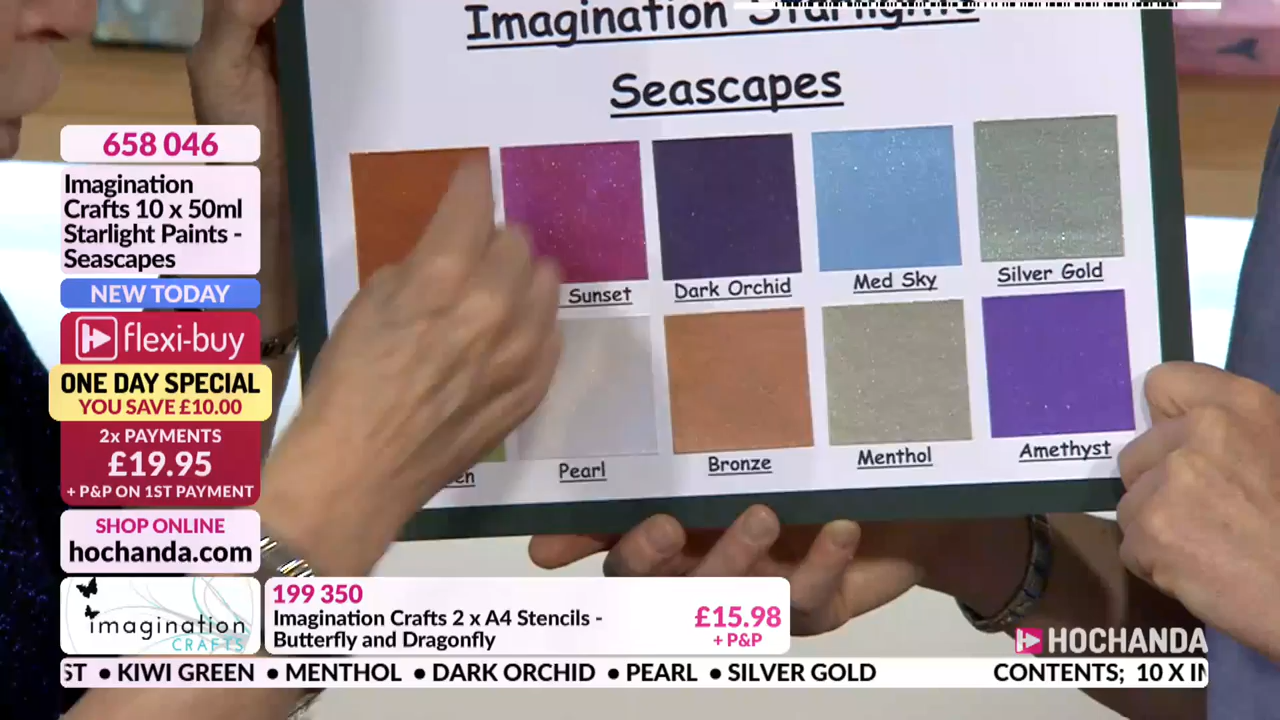 Imagination Starlights
Seascapes
Sunset
Dark Orchid
Med Sky
Silver Gold
Pearl
Bronze
Menthol
Amethyst
658 046
Imagination
Crafts 10 x 50ml
Starlight Paints -
Seascapes
NEW TODAY
flexi-buy
ONE DAY SPECIAL
YOU SAVE £10.00
2x PAYMENTS
£19.95
+ P&P ON 1ST PAYMENT
SHOP ONLINE
hochanda.com
imagination
CRAFTS
199 350
Imagination Crafts 2 x A4 Stencils -
Butterfly and Dragonfly
£15.98
+ P&P
HOCHANDA
ST ● KIWI GREEN ● MENTHOL ● DARK ORCHID ● PEARL ● SILVER GOLD CONTENTS; 10 X IN